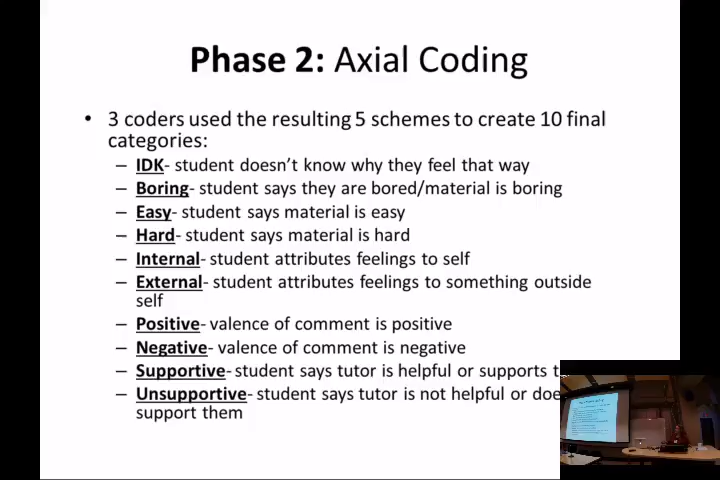 Phase 2: Axial Coding
• 3 coders used the resulting 5 schemes to create 10 final
categories:
– IDK- student doesn't know why they feel that way
– Boring- student says they are bored/material is boring
– Easy- student says material is easy
– Hard- student says material is hard
– Internal- student attributes feelings to self
– External- student attributes feelings to something outside
self
– Positive- valence of comment is positive
– Negative- valence of comment is negative
– Supportive- student says tutor is helpful or supports
– Unsupportive- student says tutor is not helpful or
support them